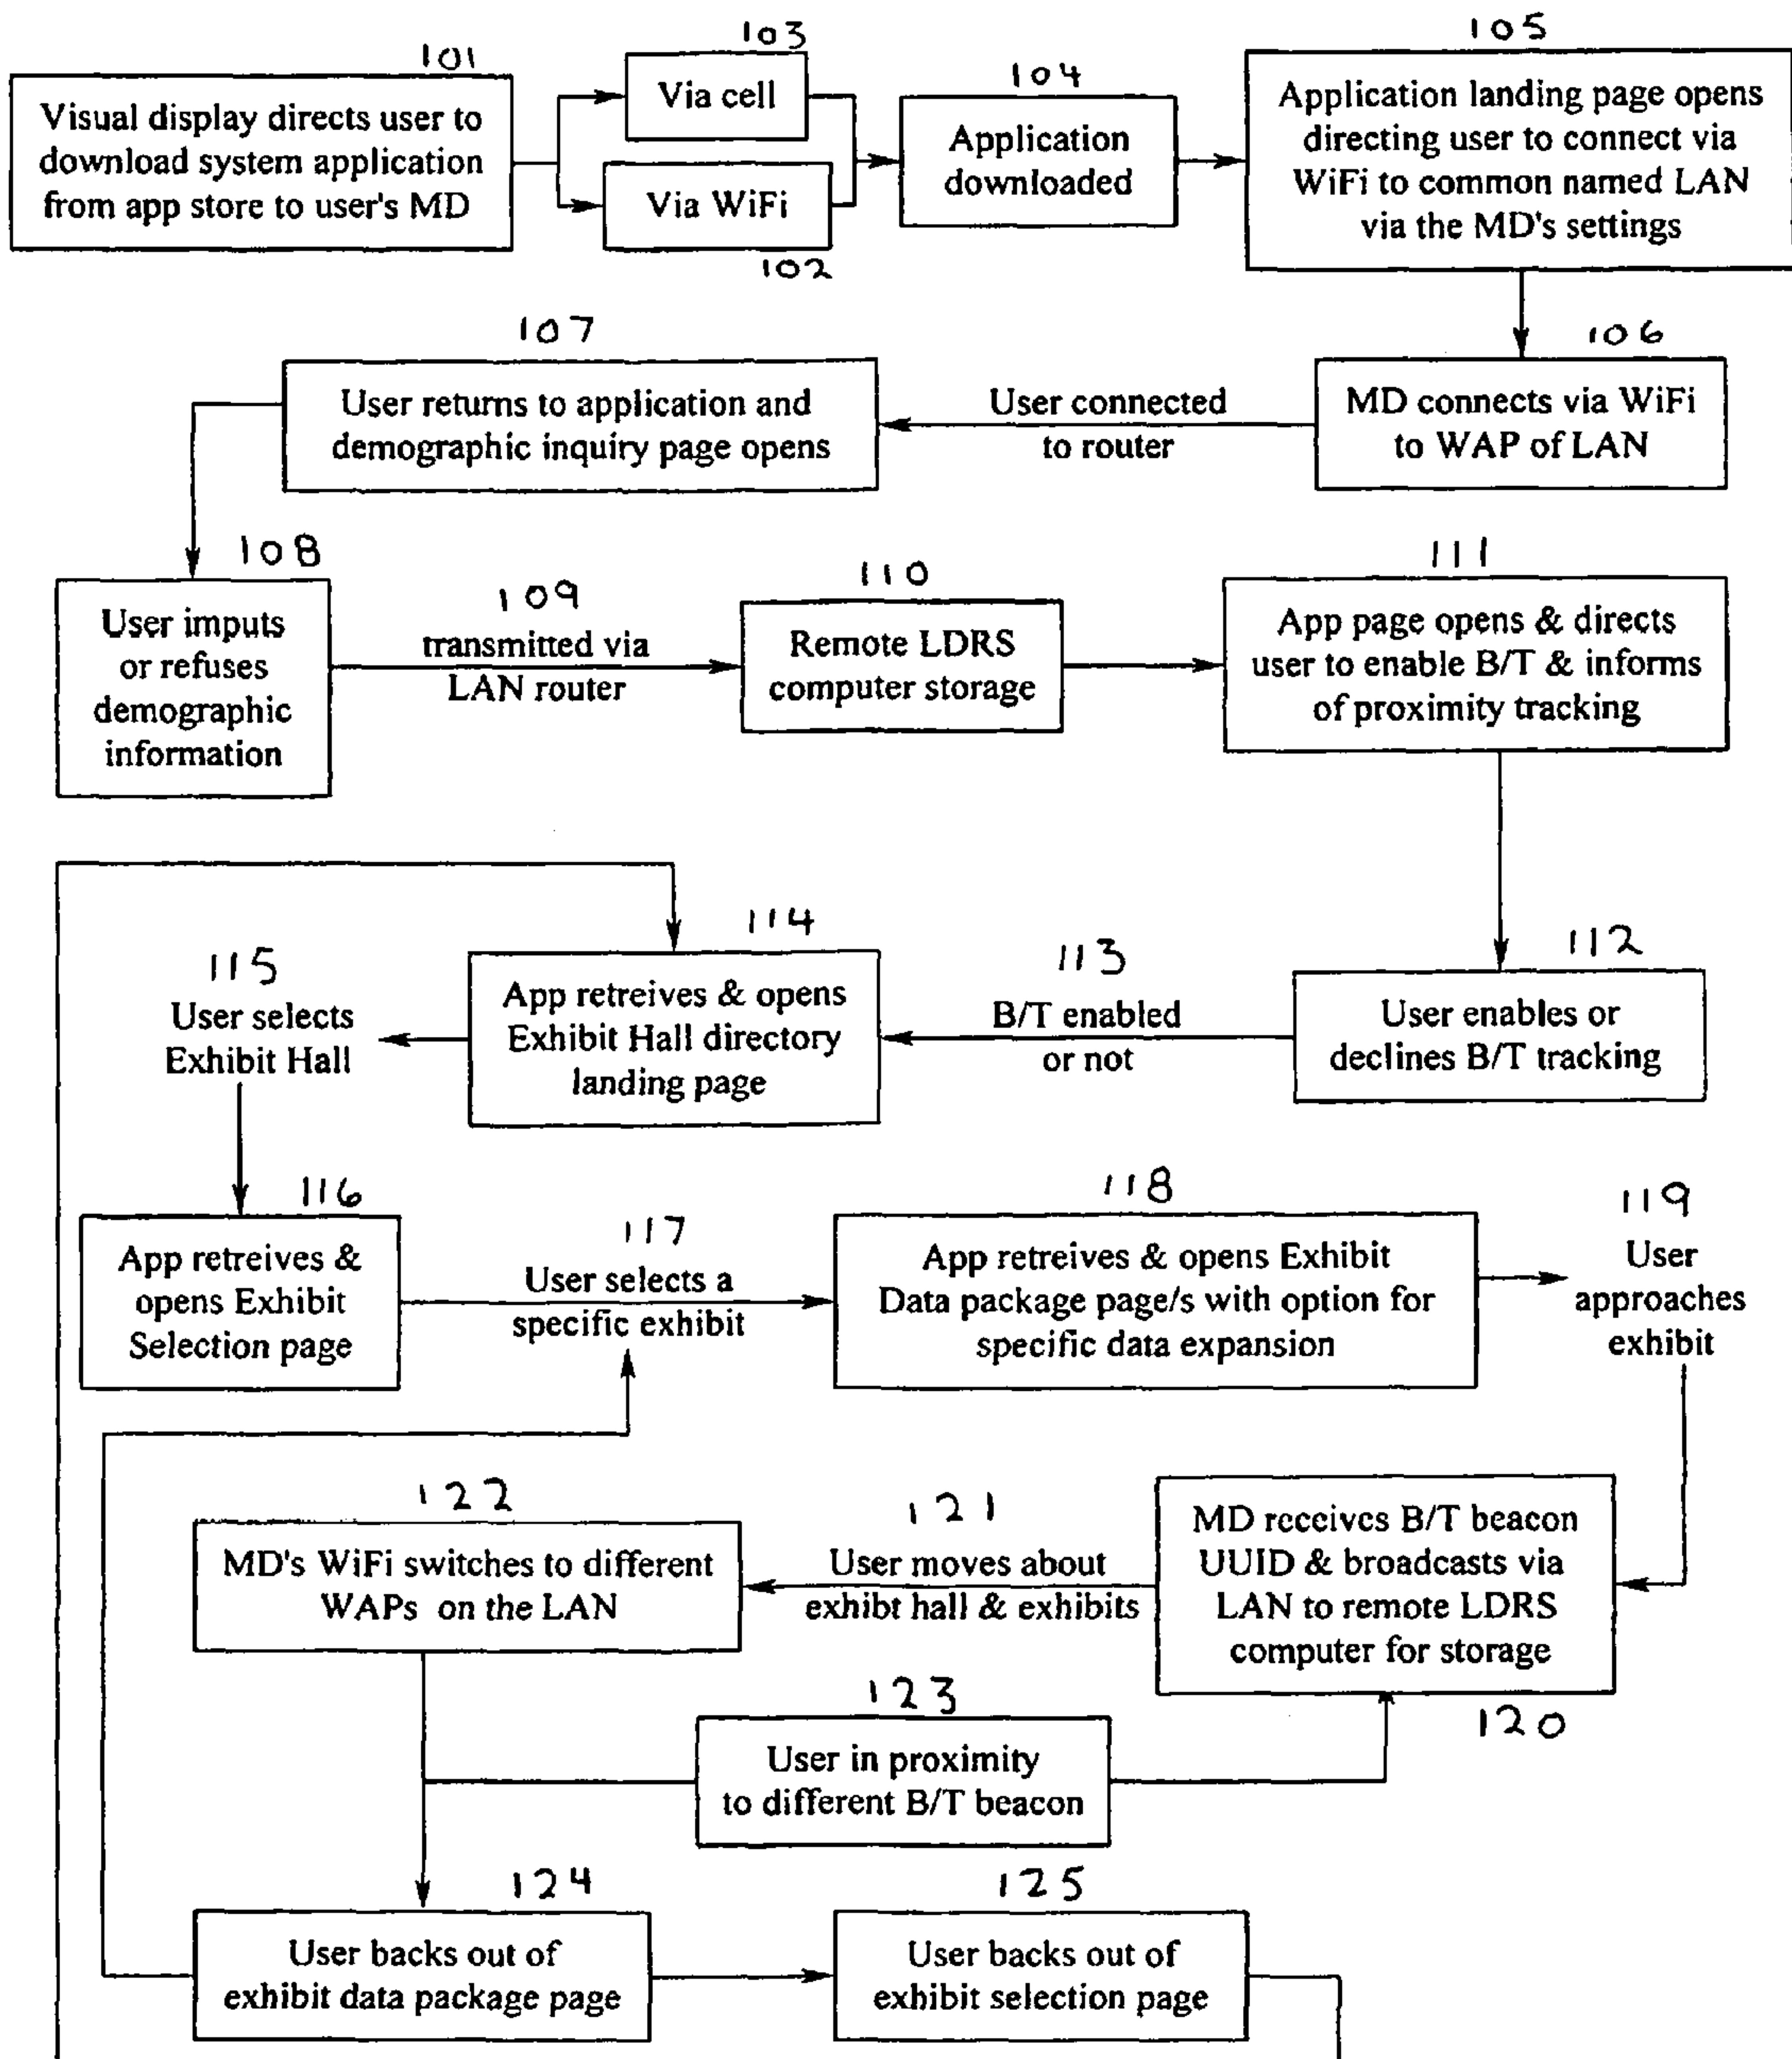 101
Visual display directs user to
download system application
from app store to user's MD
103
Via cell
Via WiFi
102
104
Application
downloaded
105
Application landing page opens
directing user to connect via
WiFi to common named LAN
via the MD's settings
106
MD connects via WiFi
to WAP of LAN
User connected
to router
107
User returns to application and
demographic inquiry page opens
108
User imputs
or refuses
demographic
information
109
transmitted via
LAN router
110
Remote LDRS
computer storage
111
App page opens & directs
user to enable B/T & informs
of proximity tracking
112
User enables or
declines B/T tracking
113
B/T enabled
or not
114
App retreives & opens
Exhibit Hall directory
landing page
115
User selects
Exhibit Hall
116
App retreives &
opens Exhibit
Selection page
117
User selects a
specific exhibit
118
App retreives & opens Exhibit
Data package page/s with option for
specific data expansion
119
User
approaches
exhibit
MD receives B/T beacon
UUID & broadcasts via
LAN to remote LDRS
computer for storage
120
121
User moves about
exhibt hall & exhibits
122
MD's WiFi switches to different
WAPs on the LAN
123
User in proximity
to different B/T beacon
124
User backs out of
exhibit data package page
125
User backs out of
exhibit selection page